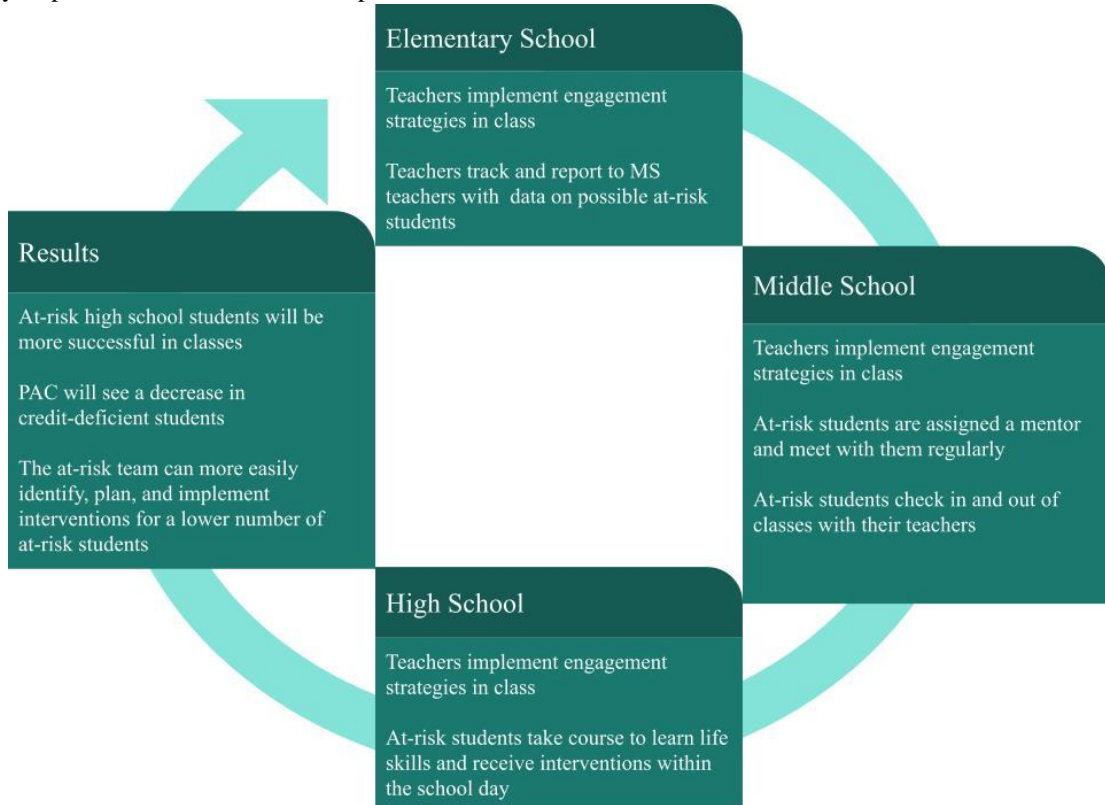 Elementary School
Teachers implement engagement
strategies in class
Teachers track and report to MS
teachers with data on possible at-risk
students
Middle School
Teachers implement engagement
strategies in class
At-risk students are assigned a mentor
and meet with them regularly
At-risk students check in and out of
classes with their teachers
High School
Teachers implement engagement
strategies in class
At-risk students take course to learn life
skills and receive interventions within
the school day
Results
At-risk high school students will be
more successful in classes
PAC will see a decrease in
credit-deficient students
The at-risk team can more easily
identify, plan, and implement
interventions for a lower number of
at-risk students